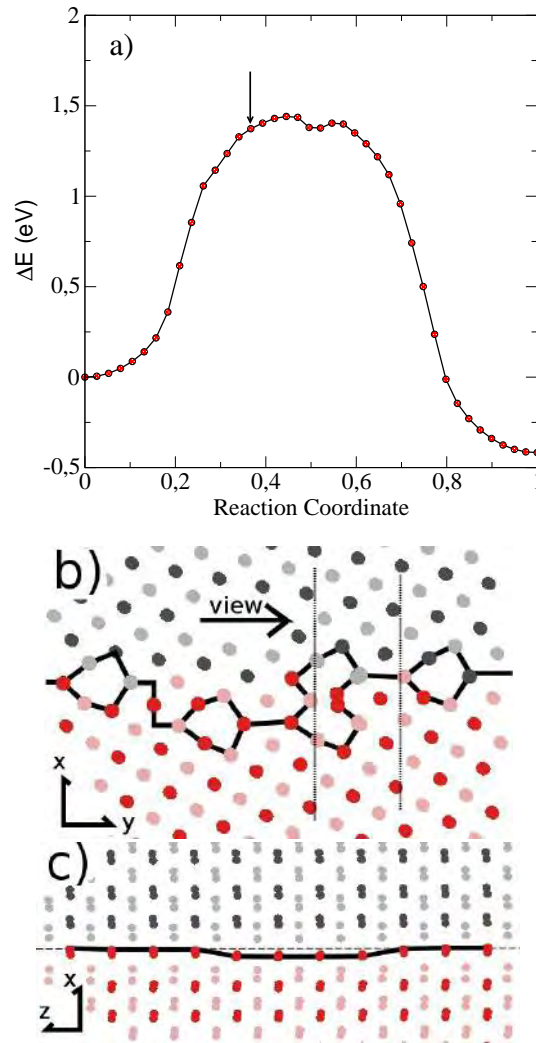 2
a)
1,5
1
ΔE (eV)
0,5
0
-0,5
0
0,2
0,4
0,6
0,8
1
Reaction Coordinate
b)
view
x
y
c)
x
z